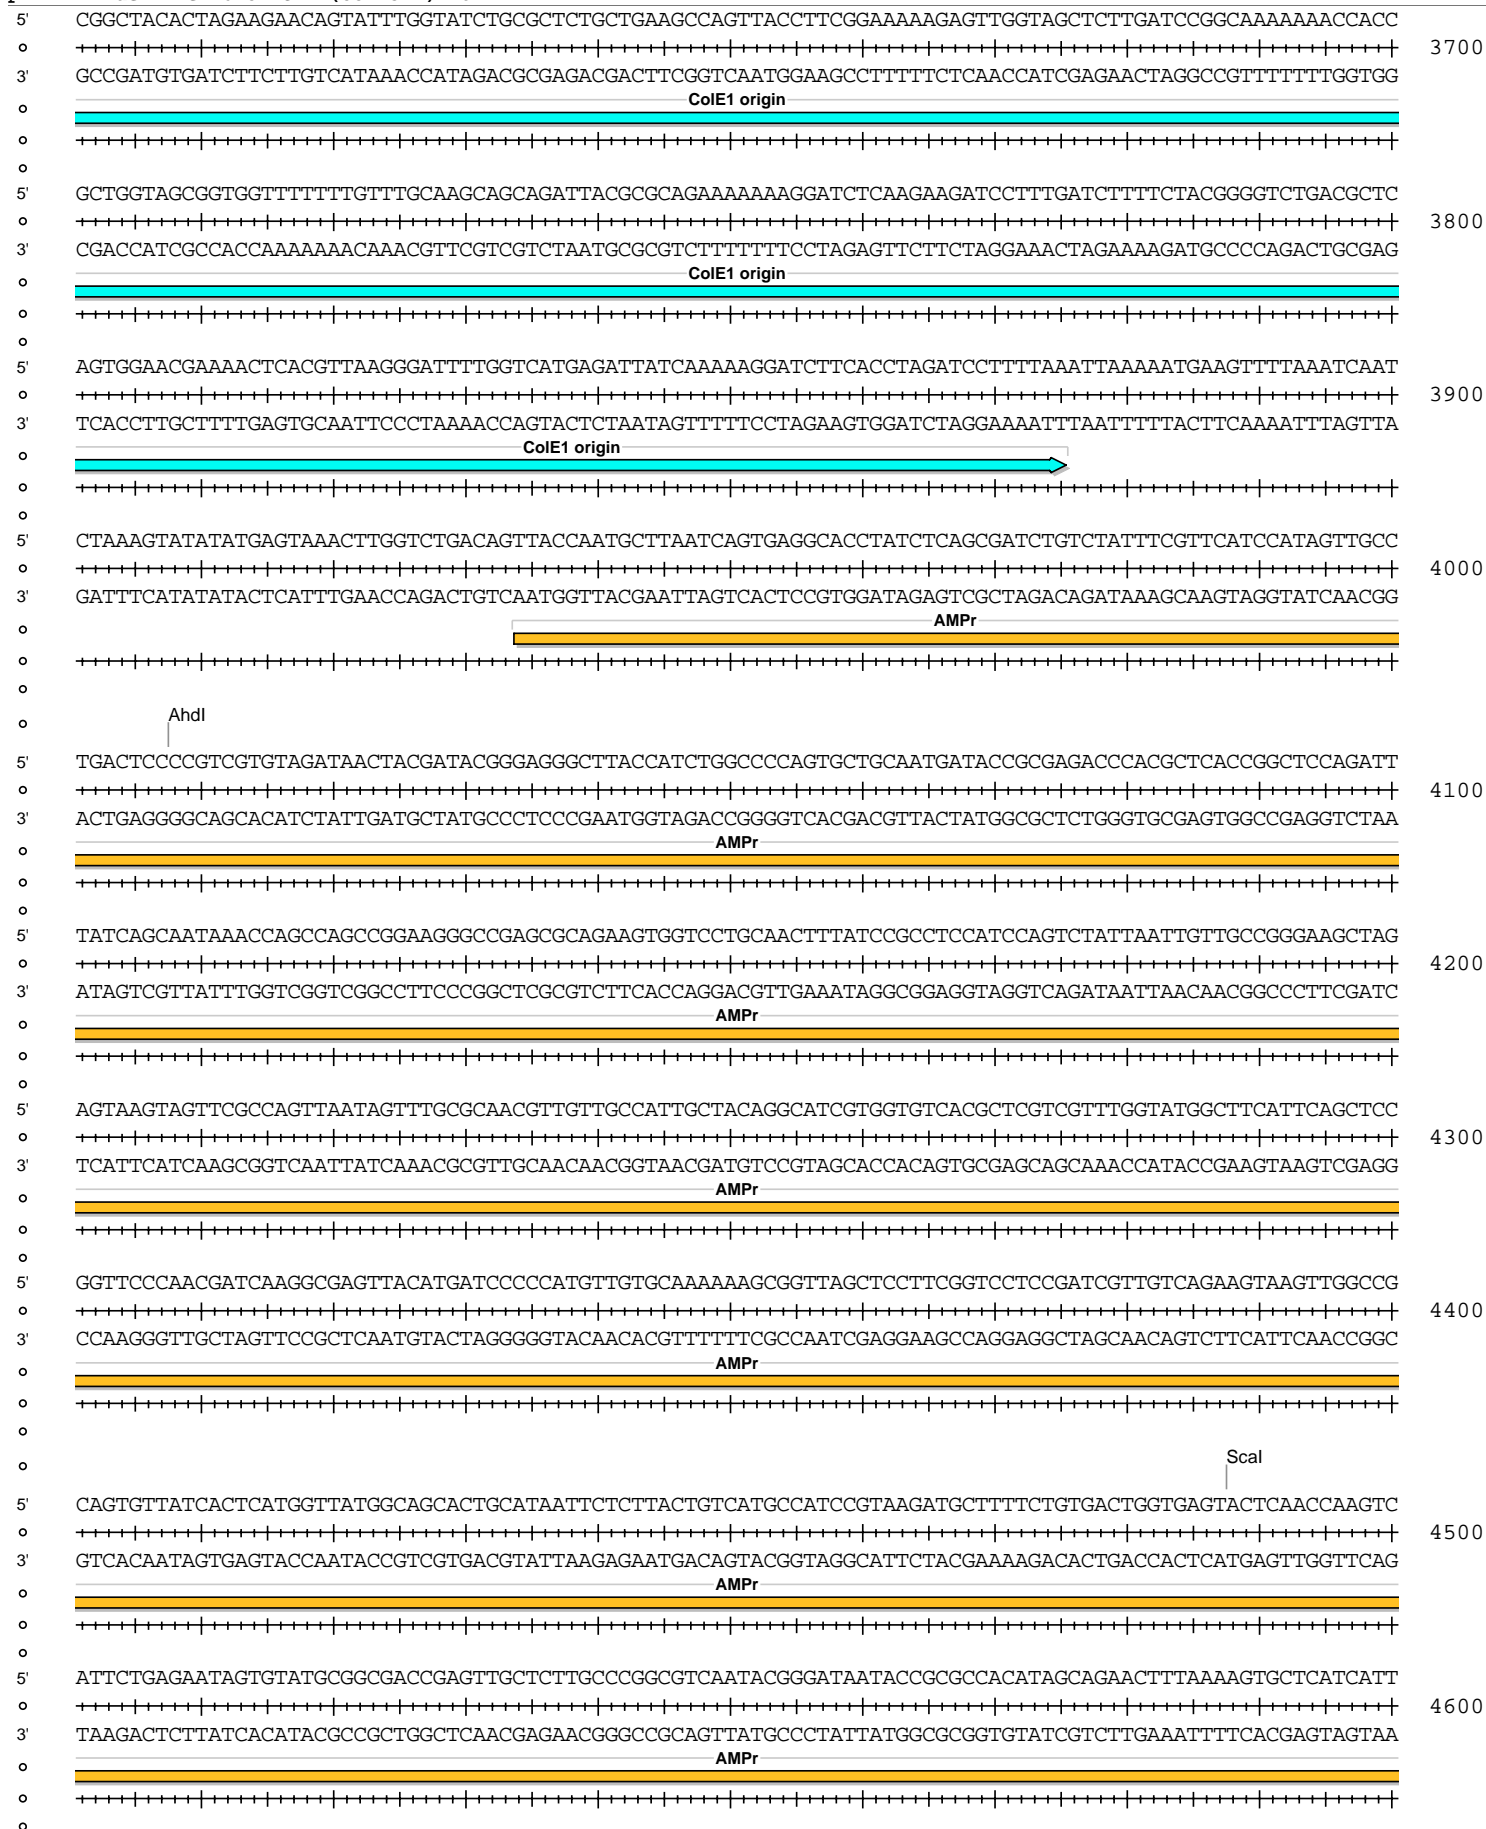 5' CGGCTACACTAGAAGAACAGTATTTGGTATCTGCGCTCTGCTGAAGCCAGTTACCTTCGGAAAAAGAGTTGGTAGCTCTTGATCCGGCAAAAAAACCACC
3700
3' GCCGATGTGATCTTCTTGTCATAAACCATAGACGCGAGACGACTTCGGTCAATGGAAGCCTTTTTCTCAACCATCGAGAACTAGGCCGTTTTTTTGGTGG
ColE1 origin
5' GCTGGTAGCGGTGGTTTTTTTGTTTGCAAGCAGCAGATTACGCGCAGAAAAAAAGGATCTCAAGAAGATCCTTTGATCTTTTCTACGGGGTCTGACGCTC
3800
3' CGACCATCGCCACCAAAAAAACAAACGTTCGTCGTCTAATGCGCGTCTTTTTTTCCTAGAGTTCTTCTAGGAAACTAGAAAAGATGCCCCAGACTGCGAG
ColE1 origin
5' AGTGGAACGAAAACTCACGTTAAGGGATTTTGGTCATGAGATTATCAAAAAGGATCTTCACCTAGATCCTTTTAAATTAAAAATGAAGTTTTAAATCAAT
3900
3' TCACCTTGCTTTTGAGTGCAATTCCCTAAAACCAGTACTCTAATAGTTTTTCCTAGAAGTGGATCTAGGAAAATTTAATTTTTACTTCAAAATTTAGTTA
ColE1 origin
5' CTAAAGTATATATGAGTAAACTTGGTCTGACAGTTACCAATGCTTAATCAGTGAGGCACCTATCTCAGCGATCTGTCTATTTCGTTCATCCATAGTTGCC
4000
3' GATTTCATATATACTCATTTGAACCAGACTGTCAATGGTTACGAATTAGTCACTCCGTGGATAGAGTCGCTAGACAGATAAAGCAAGTAGGTATCAACGG
AMPr
AhdI
5' TGACTCCCCGTCGTGTAGATAACTACGATACGGGAGGGCTTACCATCTGGCCCCAGTGCTGCAATGATACCGCGAGACCCACGCTCACCGGCTCCAGATT
4100
3' ACTGAGGGGCAGCACATCTATTGATGCTATGCCCTCCCGAATGGTAGACCGGGGTCACGACGTTACTATGGCGCTCTGGGTGCGAGTGGCCGAGGTCTAA
AMPr
5' TATCAGCAATAAACCAGCCAGCCGGAAGGGCCGAGCGCAGAAGTGGTCCTGCAACTTTATCCGCCTCCATCCAGTCTATTAATTGTTGCCGGGAAGCTAG
4200
3' ATAGTCGTTATTTGGTCGGTCGGCCTTCCCGGCTCGCGTCTTCACCAGGACGTTGAAATAGGCGGAGGTAGGTCAGATAATTAACAACGGCCCTTCGATC
AMPr
5' AGTAAGTAGTTCGCCAGTTAATAGTTTGCGCAACGTTGTTGCCATTGCTACAGGCATCGTGGTGTCACGCTCGTCGTTTGGTATGGCTTCATTCAGCTCC
4300
3' TCATTCATCAAGCGGTCAATTATCAAACGCGTTGCAACAACGGTAACGATGTCCGTAGCACCACAGTGCGAGCAGCAAACCATACCGAAGTAAGTCGAGG
AMPr
5' GGTTCCCAACGATCAAGGCGAGTTACATGATCCCCCATGTTGTGCAAAAAAGCGGTTAGCTCCTTCGGTCCTCCGATCGTTGTCAGAAGTAAGTTGGCCG
4400
3' CCAAGGGTTGCTAGTTCCGCTCAATGTACTAGGGGGTACAACACGTTTTTTCGCCAATCGAGGAAGCCAGGAGGCTAGCAACAGTCTTCATTCAACCGGC
AMPr
ScaI
5' CAGTGTTATCACTCATGGTTATGGCAGCACTGCATAATTCTCTTACTGTCATGCCATCCGTAAGATGCTTTTCTGTGACTGGTGAGTACTCAACCAAGTC
4500
3' GTCACAATAGTGAGTACCAATACCGTCGTGACGTATTAAGAGAATGACAGTACGGTAGGCATTCTACGAAAAGACACTGACCACTCATGAGTTGGTTCAG
AMPr
5' ATTCTGAGAATAGTGTATGCGGCGACCGAGTTGCTCTTGCCCGGCGTCAATACGGGATAATACCGCGCCACATAGCAGAACTTTAAAAGTGCTCATCATT
4600
3' TAAGACTCTTATCACATACGCCGCTGGCTCAACGAGAACGGGCCGCAGTTATGCCCTATTATGGCGCGGTGTATCGTCTTGAAATTTTCACGAGTAGTAA
AMPr